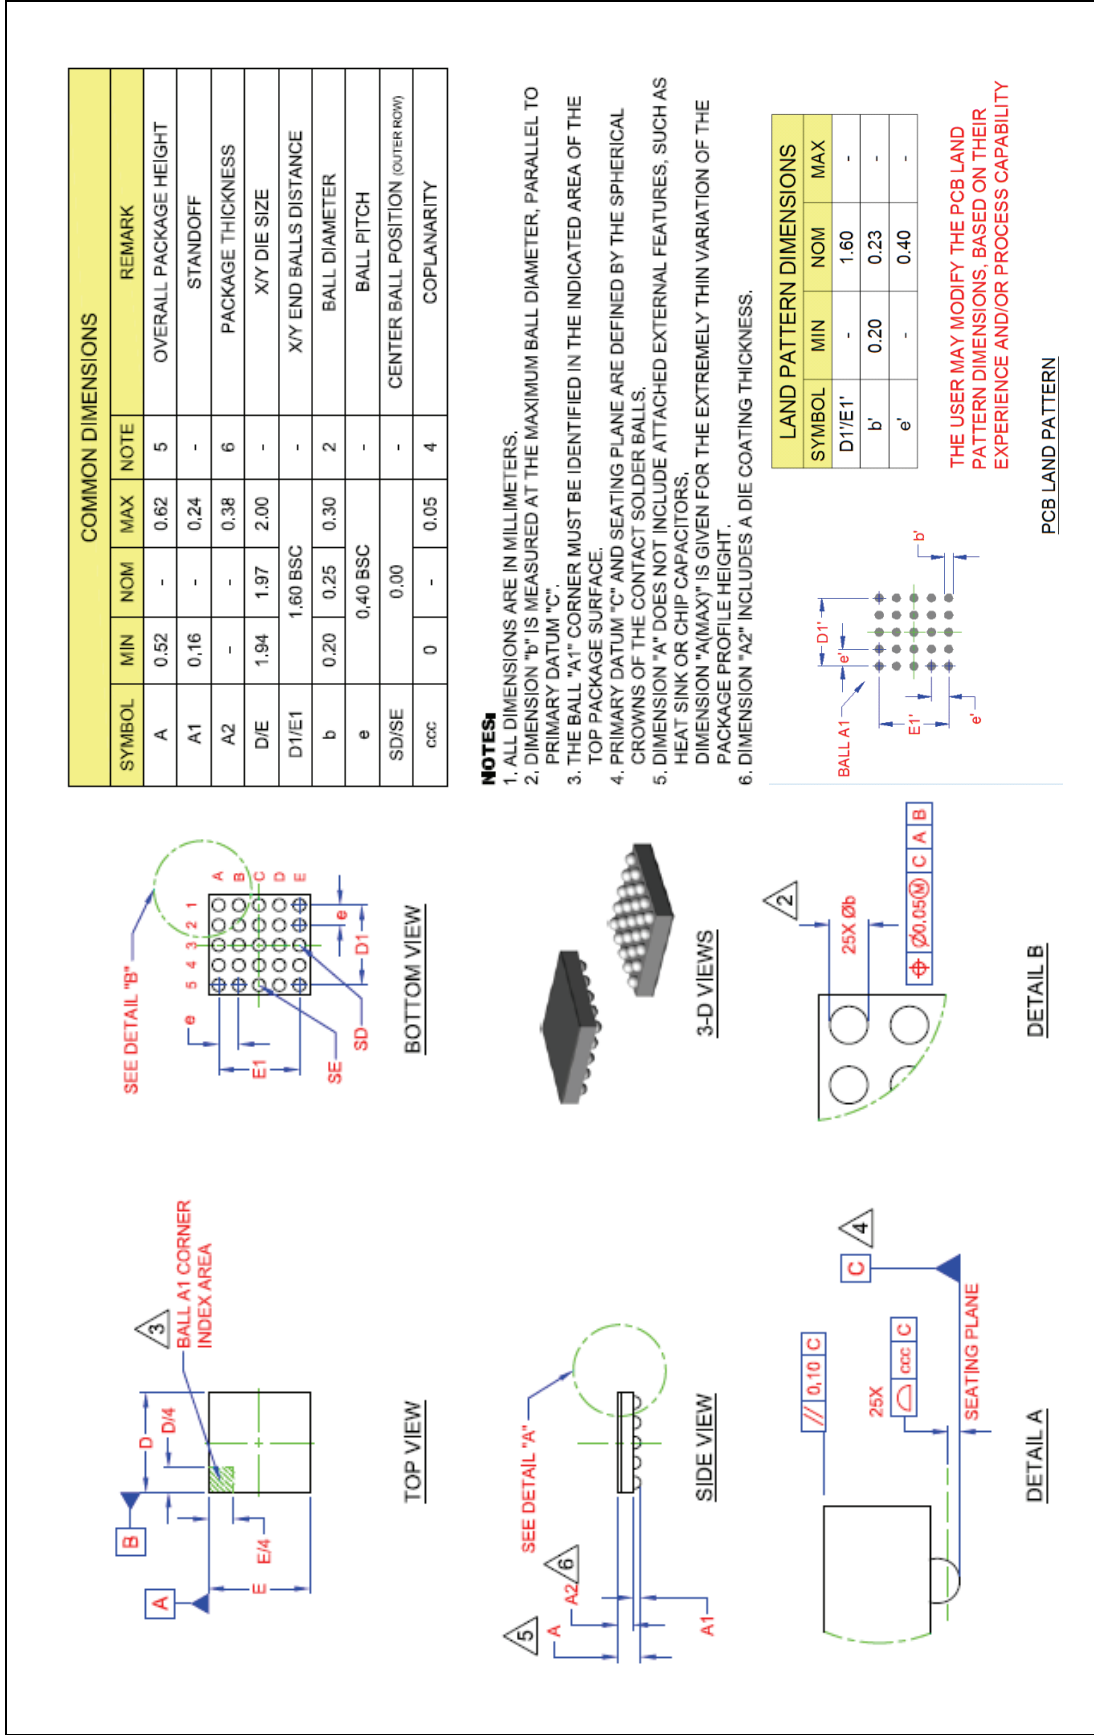 COMMON DIMENSIONS
SYMBOL MIN NOM MAX NOTE REMARK
A 0.52 - 0.62 5 OVERALL PACKAGE HEIGHT
A1 0.16 - 0.24 - STANDOFF
A2 - - 0.38 6 PACKAGE THICKNESS
D/E 1.94 1.97 2.00 - X/Y DIE SIZE
D1/E1 1.60 BSC - X/Y END BALLS DISTANCE
b 0.20 0.25 0.30 2 BALL DIAMETER
e 0.40 BSC - BALL PITCH
SD/SE 0.00 - CENTER BALL POSITION (OUTER ROW)
ccc 0 - 0.05 4 COPLANARITY
NOTES:
1. ALL DIMENSIONS ARE IN MILLIMETERS.
2. DIMENSION "b" IS MEASURED AT THE MAXIMUM BALL DIAMETER, PARALLEL TO
PRIMARY DATUM "C".
3. THE BALL "A1" CORNER MUST BE IDENTIFIED IN THE INDICATED AREA OF THE
TOP PACKAGE SURFACE.
4. PRIMARY DATUM "C" AND SEATING PLANE ARE DEFINED BY THE SPHERICAL
CROWNS OF THE CONTACT SOLDER BALLS.
5. DIMENSION "A" DOES NOT INCLUDE ATTACHED EXTERNAL FEATURES, SUCH AS
HEAT SINK OR CHIP CAPACITORS.
DIMENSION "A(MAX)" IS GIVEN FOR THE EXTREMELY THIN VARIATION OF THE
PACKAGE PROFILE HEIGHT.
6. DIMENSION "A2" INCLUDES A DIE COATING THICKNESS.
LAND PATTERN DIMENSIONS
SYMBOL MIN NOM MAX
D1'/E1' - 1.60 -
b' 0.20 0.23 -
e' - 0.40 -
THE USER MAY MODIFY THE PCB LAND
PATTERN DIMENSIONS, BASED ON THEIR
EXPERIENCE AND/OR PROCESS CAPABILITY
BALL A1
D1'
e'
E1'
e'
b'
PCB LAND PATTERN
A
B
D
D/4
E
E/4
3
BALL A1 CORNER
INDEX AREA
TOP VIEW
SEE DETAIL "B"
5 4 3 2 1
A
B
C
D
E
e
E1
SE
SD
D1
e
BOTTOM VIEW
5
A
6
A2
A1
SEE DETAIL "A"
SIDE VIEW
3-D VIEWS
// 0.10 C
25X
ccc C
C
4
SEATING PLANE
DETAIL A
2
25X Øb
⌖ Ø0.05Ⓜ C A B
DETAIL B